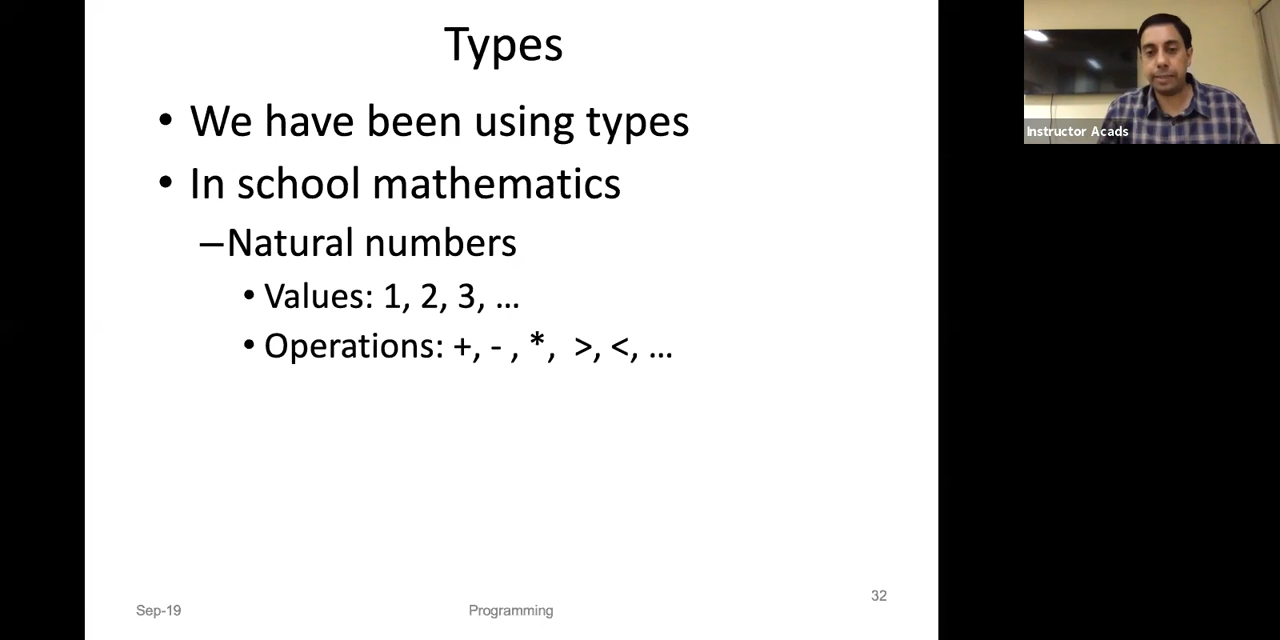 Types
• We have been using types
• In school mathematics
–Natural numbers
• Values: 1, 2, 3, …
• Operations: +, - , *,  >, <, …
Sep-19
Programming
32
Instructor Acads